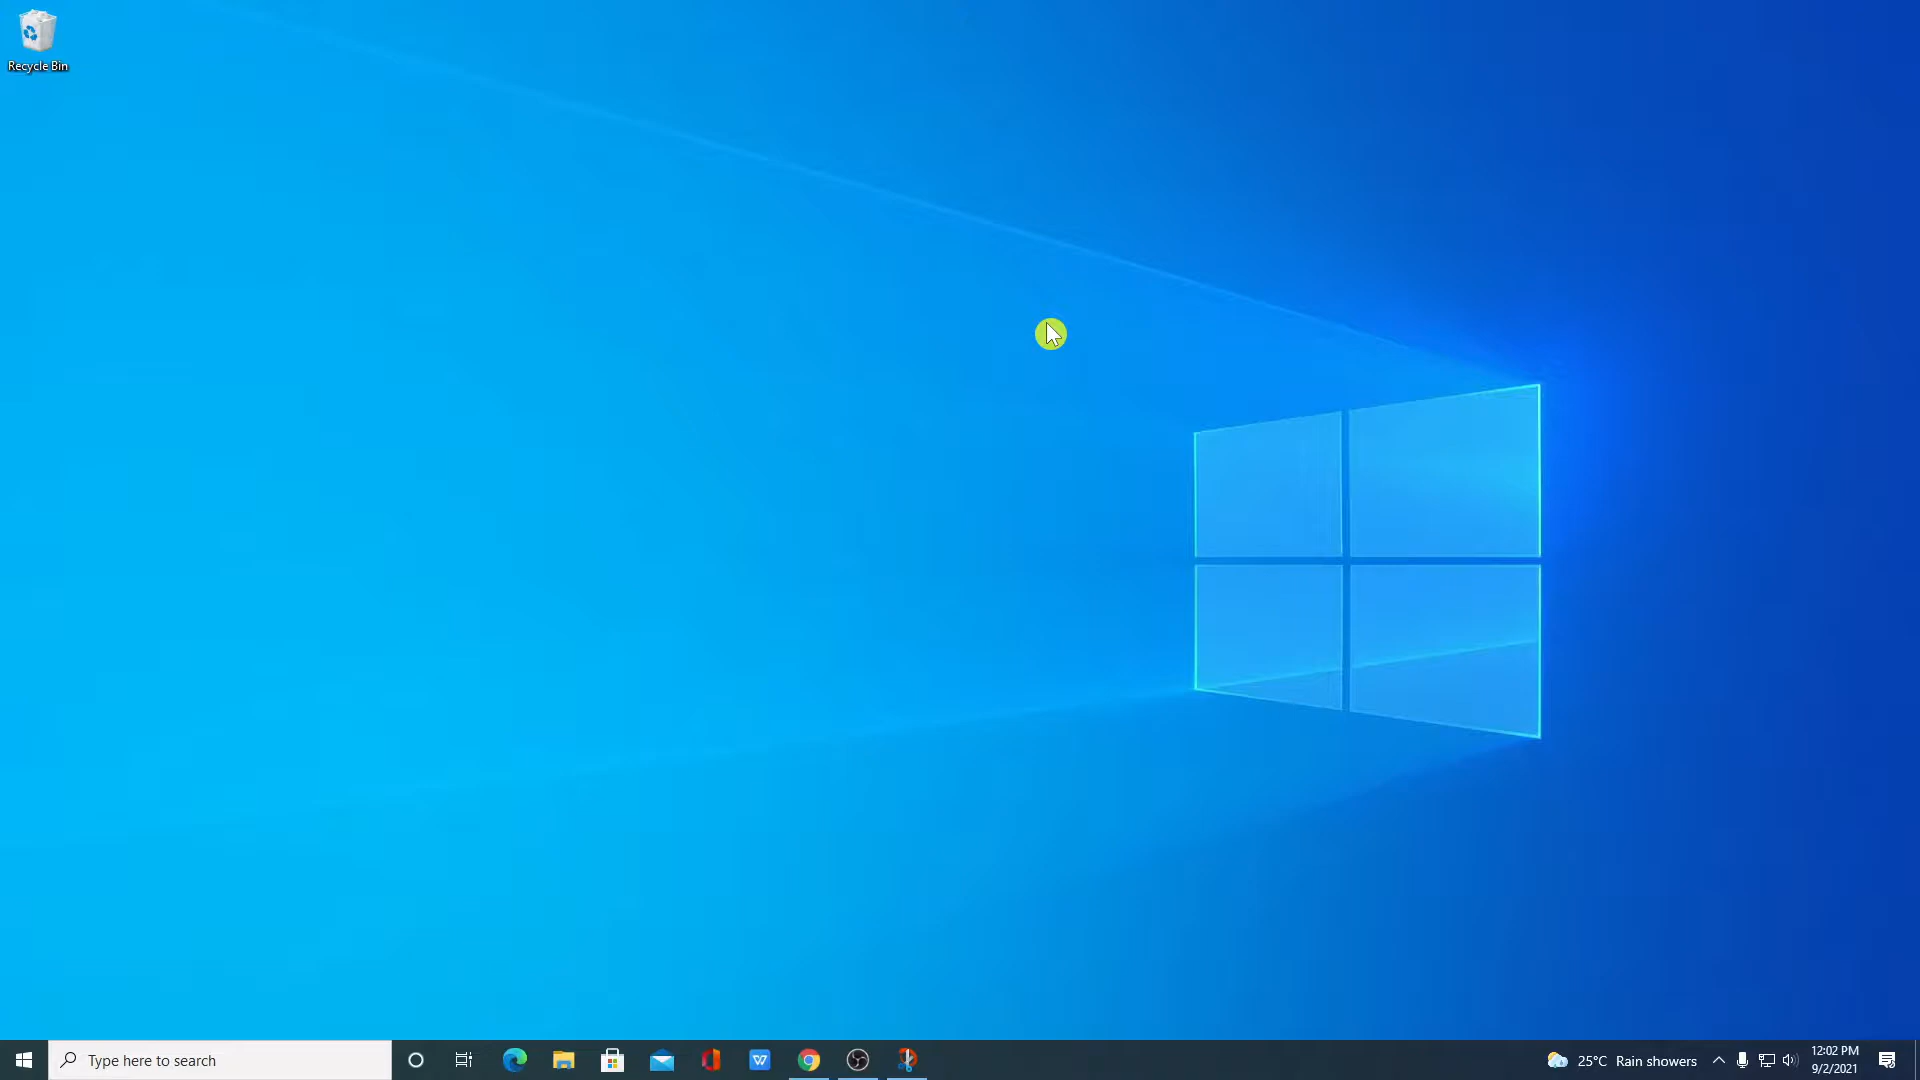 Recycle Bin
Type here to search
W
25°C Rain showers
12:02 PM
9/2/2021